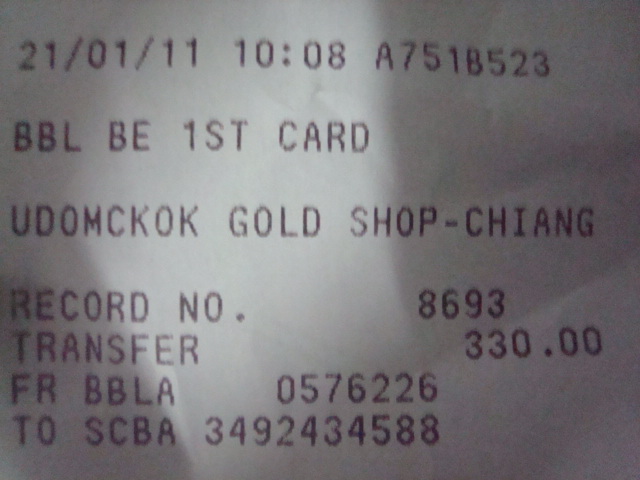 21/01/11 10:08 A751B523
BBL BE 1ST CARD
UDOMCKOK GOLD SHOP-CHIANG
RECORD NO. 8693
TRANSFER 330.00
FR BBLA 0576226
TO SCBA 3492434588